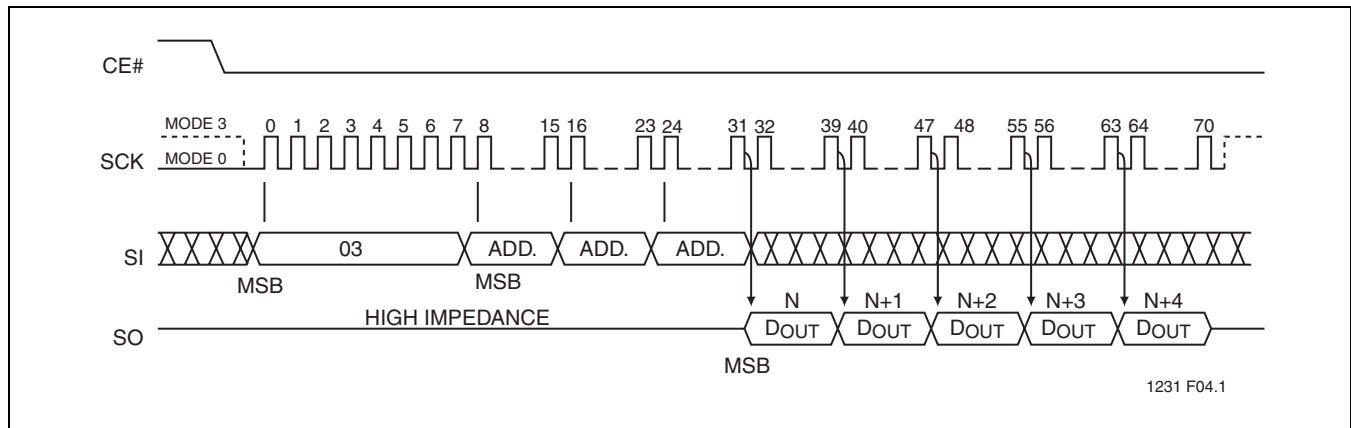 CE#
MODE 3 0 1 2 3 4 5 6 7 8 15 16 23 24 31 32 39 40 47 48 55 56 63 64 70
SCK MODE 0
SI 03 ADD. ADD. ADD.
MSB MSB
N N+1 N+2 N+3 N+4
SO HIGH IMPEDANCE DOUT DOUT DOUT DOUT DOUT
MSB
1231 F04.1